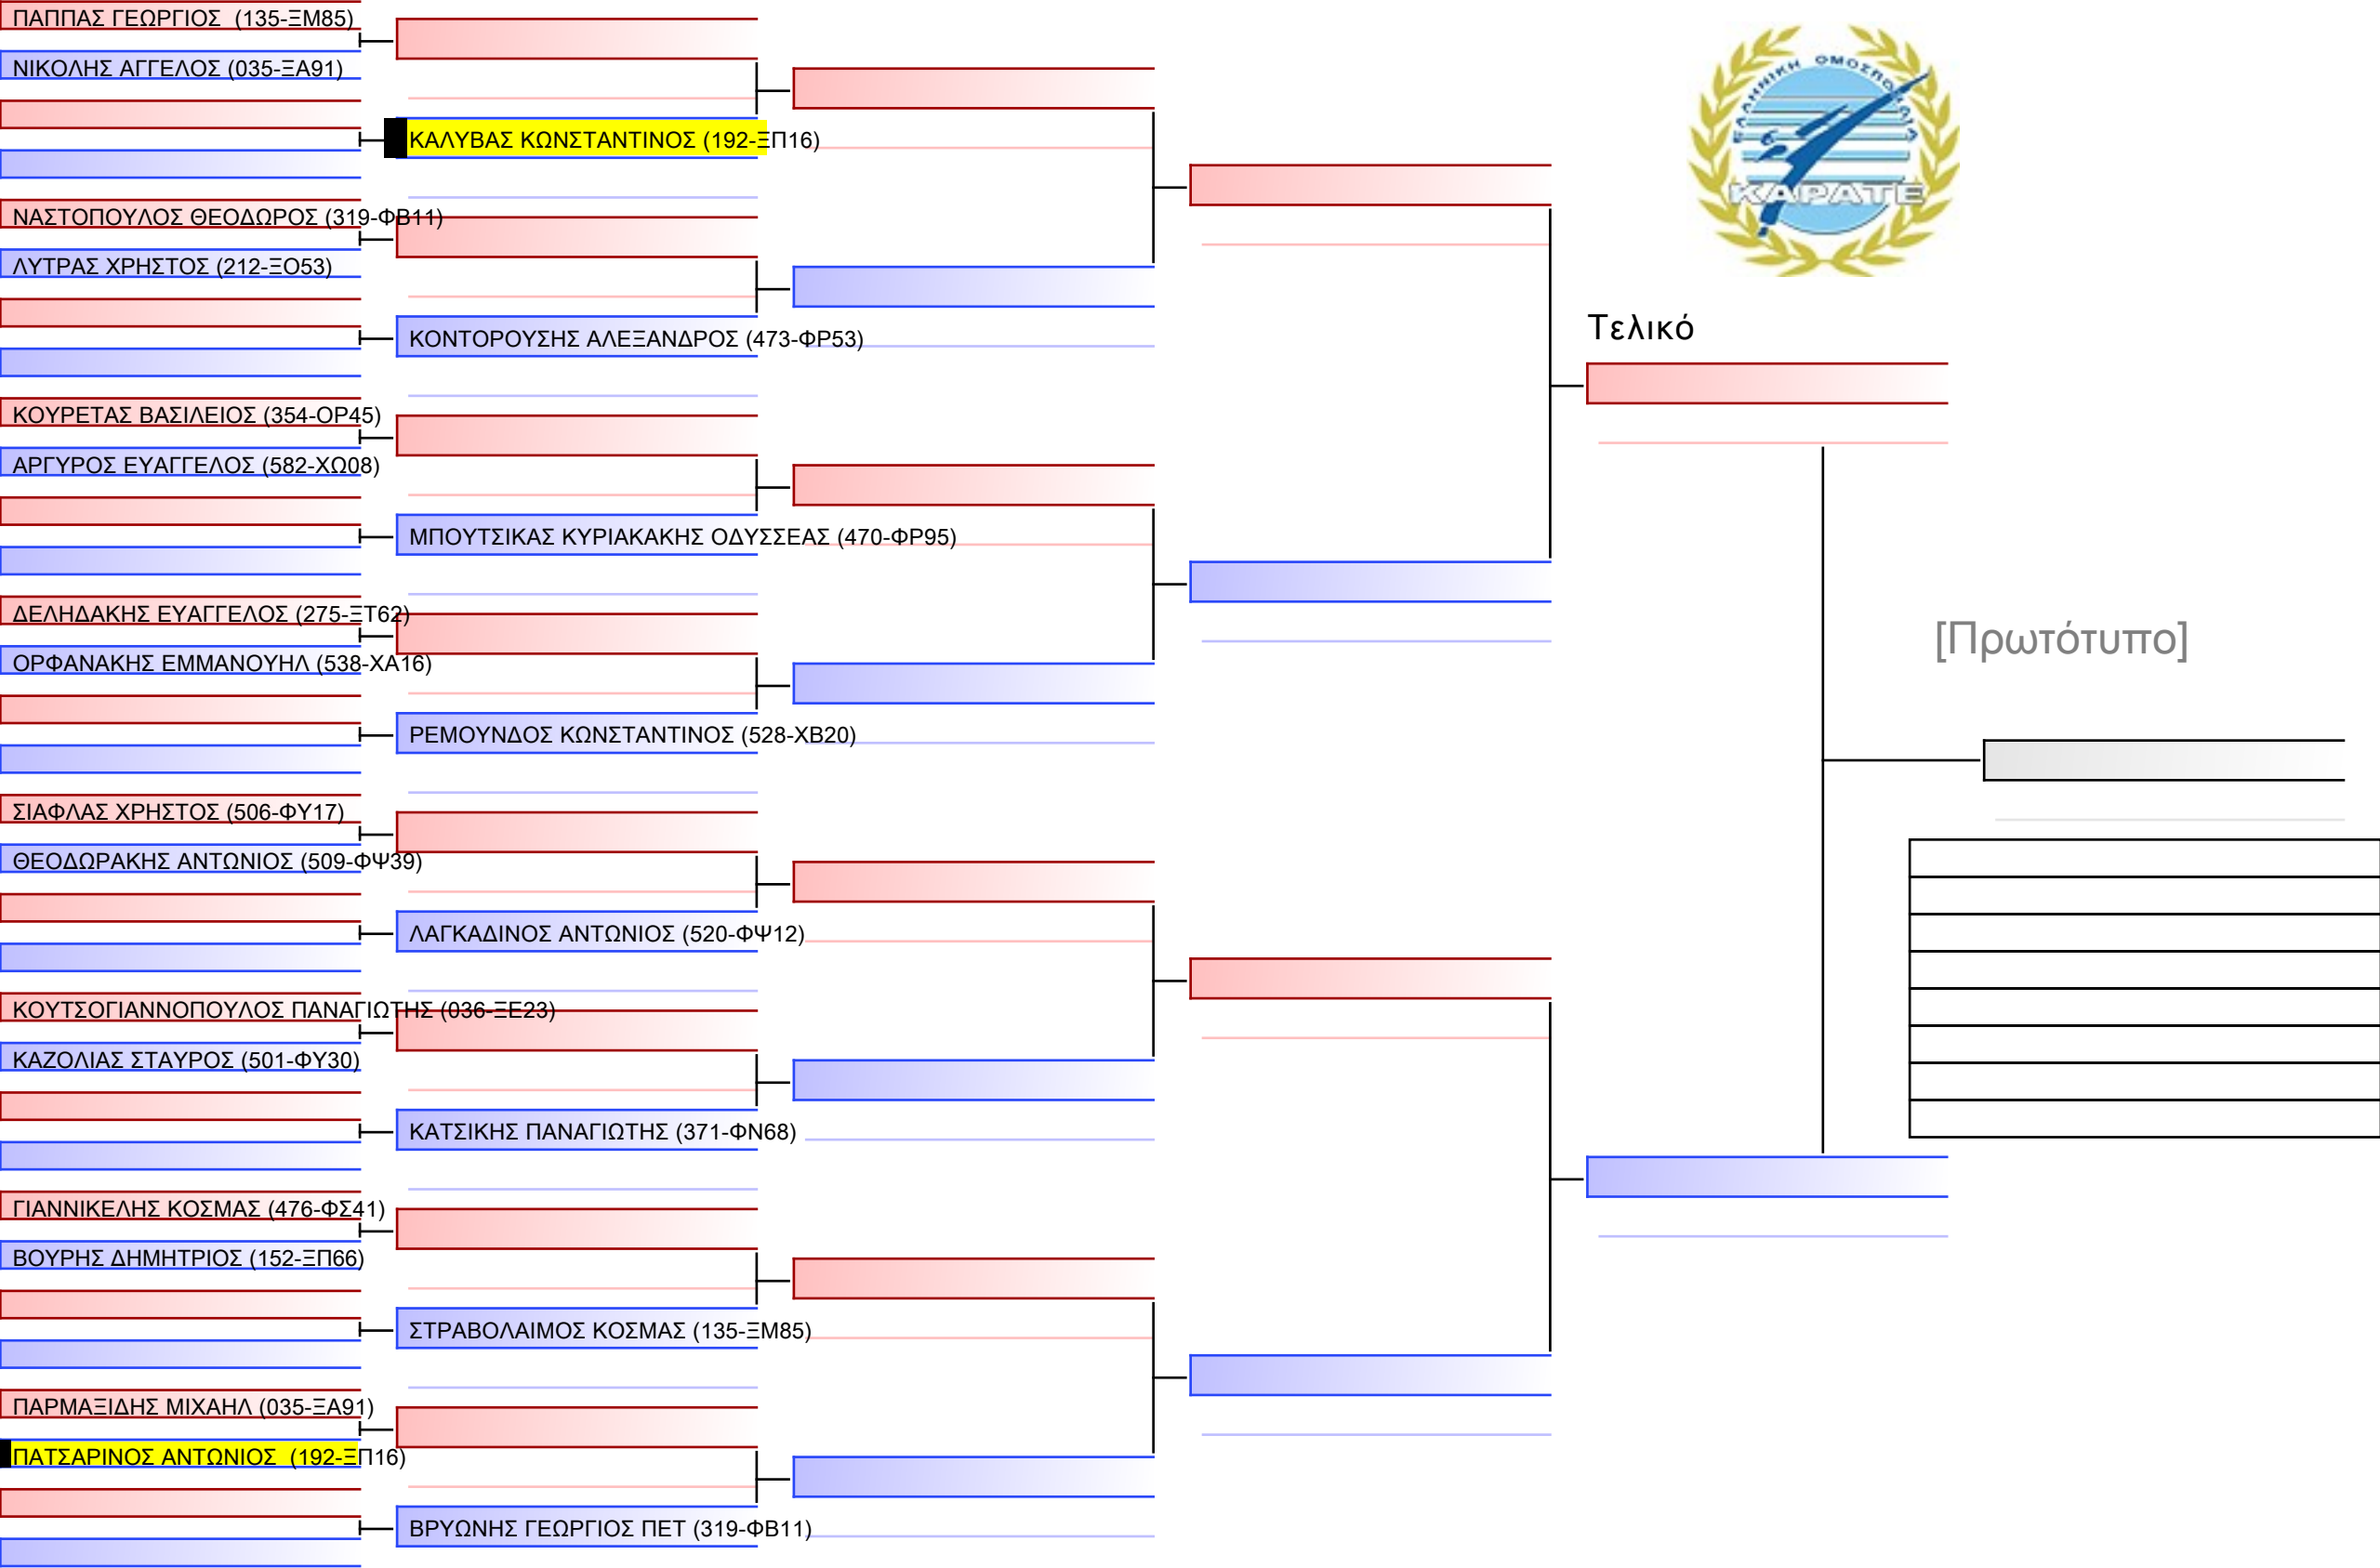 ΠΑΠΠΑΣ ΓΕΩΡΓΙΟΣ  (135-ΞΜ85)
ΝΙΚΟΛΗΣ ΑΓΓΕΛΟΣ (035-ΞΑ91)
ΚΑΛΥΒΑΣ ΚΩΝΣΤΑΝΤΙΝΟΣ (192-ΞΠ16)
ΝΑΣΤΟΠΟΥΛΟΣ ΘΕΟΔΩΡΟΣ (319-ΦΒ11)
ΛΥΤΡΑΣ ΧΡΗΣΤΟΣ (212-ΞΟ53)
ΚΟΝΤΟΡΟΥΣΗΣ ΑΛΕΞΑΝΔΡΟΣ (473-ΦΡ53)
ΚΟΥΡΕΤΑΣ ΒΑΣΙΛΕΙΟΣ (354-ΟΡ45)
ΑΡΓΥΡΟΣ ΕΥΑΓΓΕΛΟΣ (582-ΧΩ08)
ΜΠΟΥΤΣΙΚΑΣ ΚΥΡΙΑΚΑΚΗΣ ΟΔΥΣΣΕΑΣ (470-ΦΡ95)
ΔΕΛΗΔΑΚΗΣ ΕΥΑΓΓΕΛΟΣ (275-ΞΤ62)
ΟΡΦΑΝΑΚΗΣ ΕΜΜΑΝΟΥΗΛ (538-ΧΑ16)
ΡΕΜΟΥΝΔΟΣ ΚΩΝΣΤΑΝΤΙΝΟΣ (528-ΧΒ20)
ΣΙΑΦΛΑΣ ΧΡΗΣΤΟΣ (506-ΦΥ17)
ΘΕΟΔΩΡΑΚΗΣ ΑΝΤΩΝΙΟΣ (509-ΦΨ39)
ΛΑΓΚΑΔΙΝΟΣ ΑΝΤΩΝΙΟΣ (520-ΦΨ12)
ΚΟΥΤΣΟΓΙΑΝΝΟΠΟΥΛΟΣ ΠΑΝΑΓΙΩΤΗΣ (036-ΞΕ23)
ΚΑΖΟΛΙΑΣ ΣΤΑΥΡΟΣ (501-ΦΥ30)
ΚΑΤΣΙΚΗΣ ΠΑΝΑΓΙΩΤΗΣ (371-ΦΝ68)
ΓΙΑΝΝΙΚΕΛΗΣ ΚΟΣΜΑΣ (476-ΦΣ41)
ΒΟΥΡΗΣ ΔΗΜΗΤΡΙΟΣ (152-ΞΠ66)
ΣΤΡΑΒΟΛΑΙΜΟΣ ΚΟΣΜΑΣ (135-ΞΜ85)
ΠΑΡΜΑΞΙΔΗΣ ΜΙΧΑΗΛ (035-ΞΑ91)
ΠΑΤΣΑΡΙΝΟΣ ΑΝΤΩΝΙΟΣ  (192-ΞΠ16)
ΒΡΥΩΝΗΣ ΓΕΩΡΓΙΟΣ ΠΕΤ (319-ΦΒ11)
ΕΛΛΗΝΙΚΗ ΟΜΟΣΠΟΝΔΙΑ
ΚΑΡΑΤΕ
Τελικό
[Πρωτότυπο]